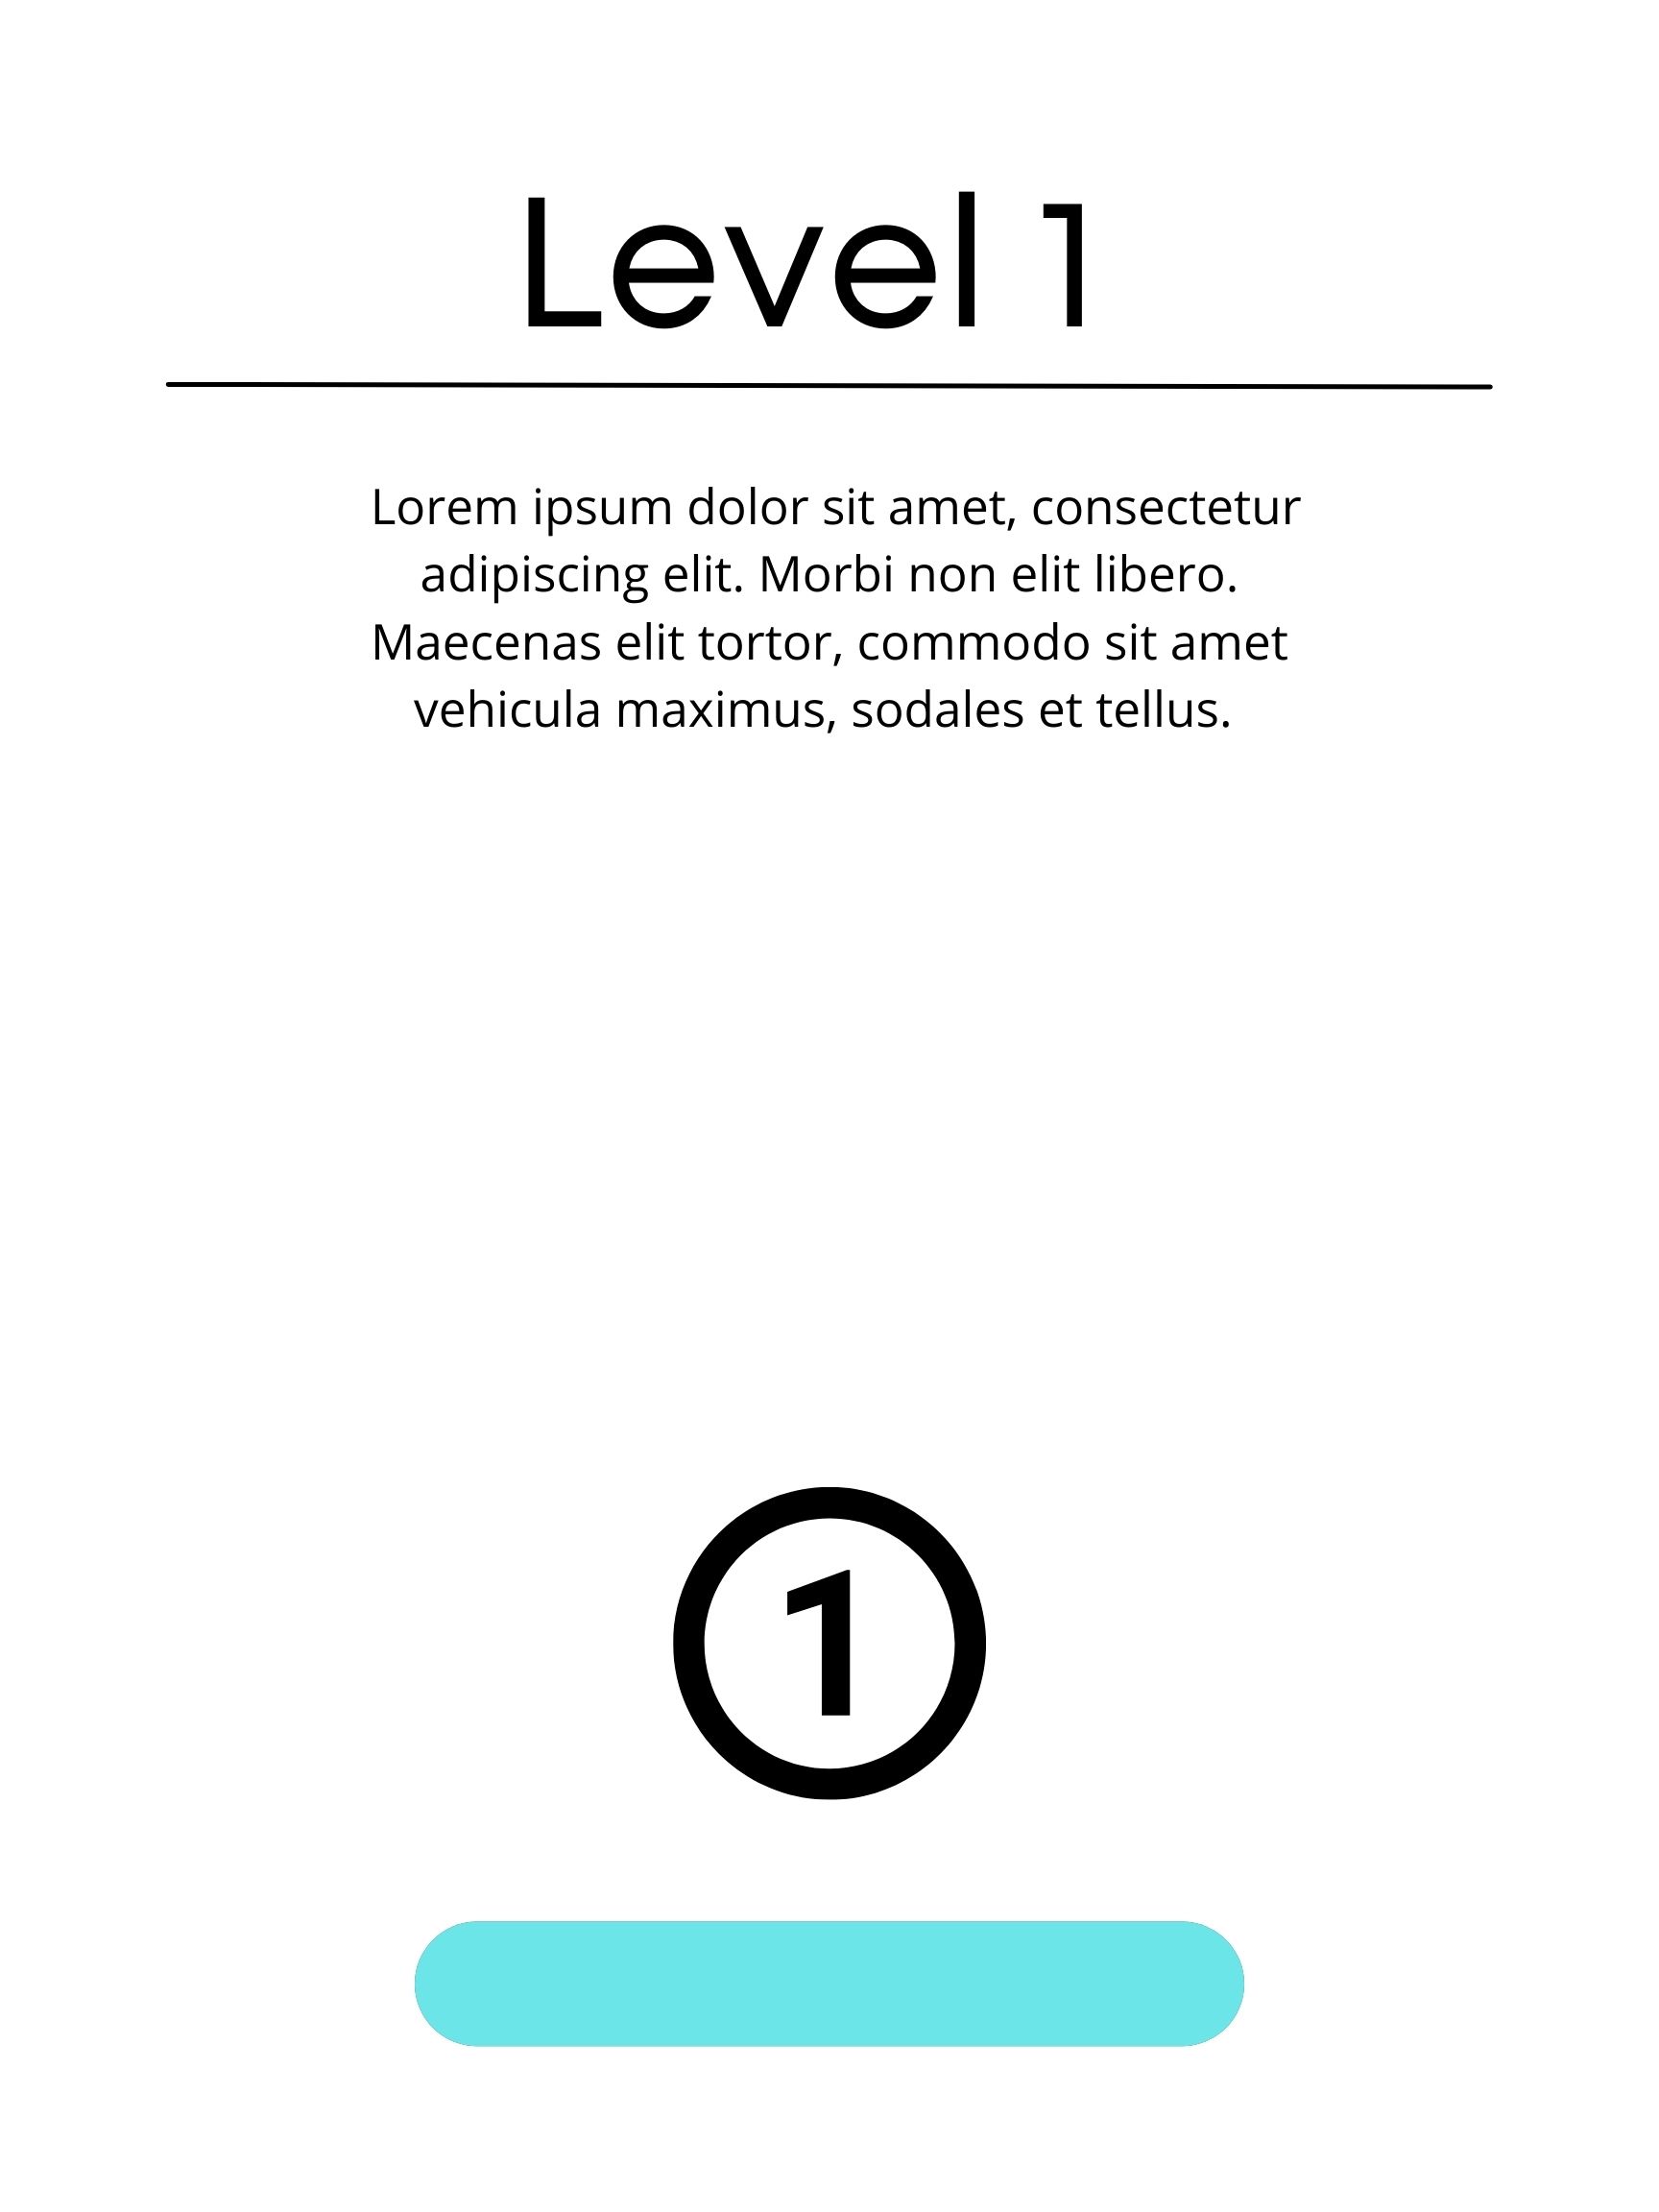 Level 1
Lorem ipsum dolor sit amet, consectetur
adipiscing elit. Morbi non elit libero.
Maecenas elit tortor, commodo sit amet
vehicula maximus, sodales et tellus.
1